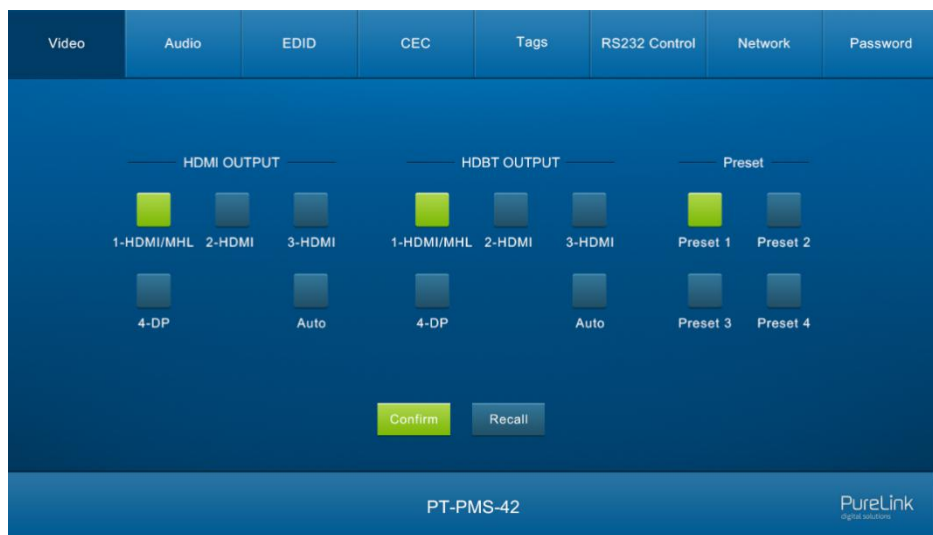 Video Audio EDID CEC Tags RS232 Control Network Password
HDMI OUTPUT HDBT OUTPUT Preset
1-HDMI/MHL 2-HDMI 3-HDMI 1-HDMI/MHL 2-HDMI 3-HDMI Preset 1 Preset 2
4-DP Auto 4-DP Auto Preset 3 Preset 4
Confirm Recall
PT-PMS-42 PureLink
digital solutions